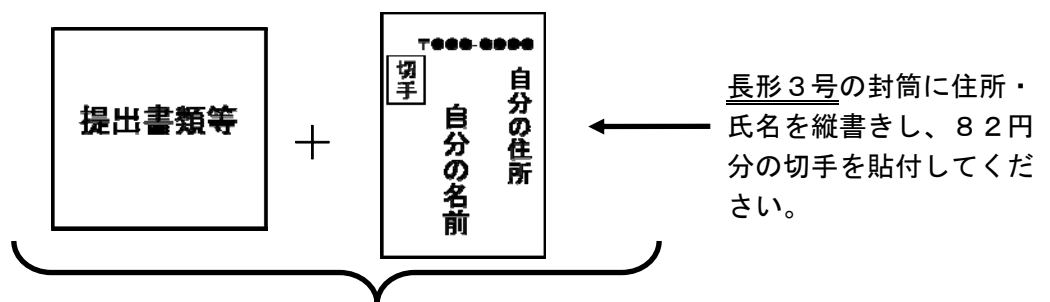 提出書類等
＋
〒●●●-●●●●
切手
自分の住所
自分の名前
長形３号の封筒に住所・
氏名を縦書きし、８２円
分の切手を貼付してくだ
さい。